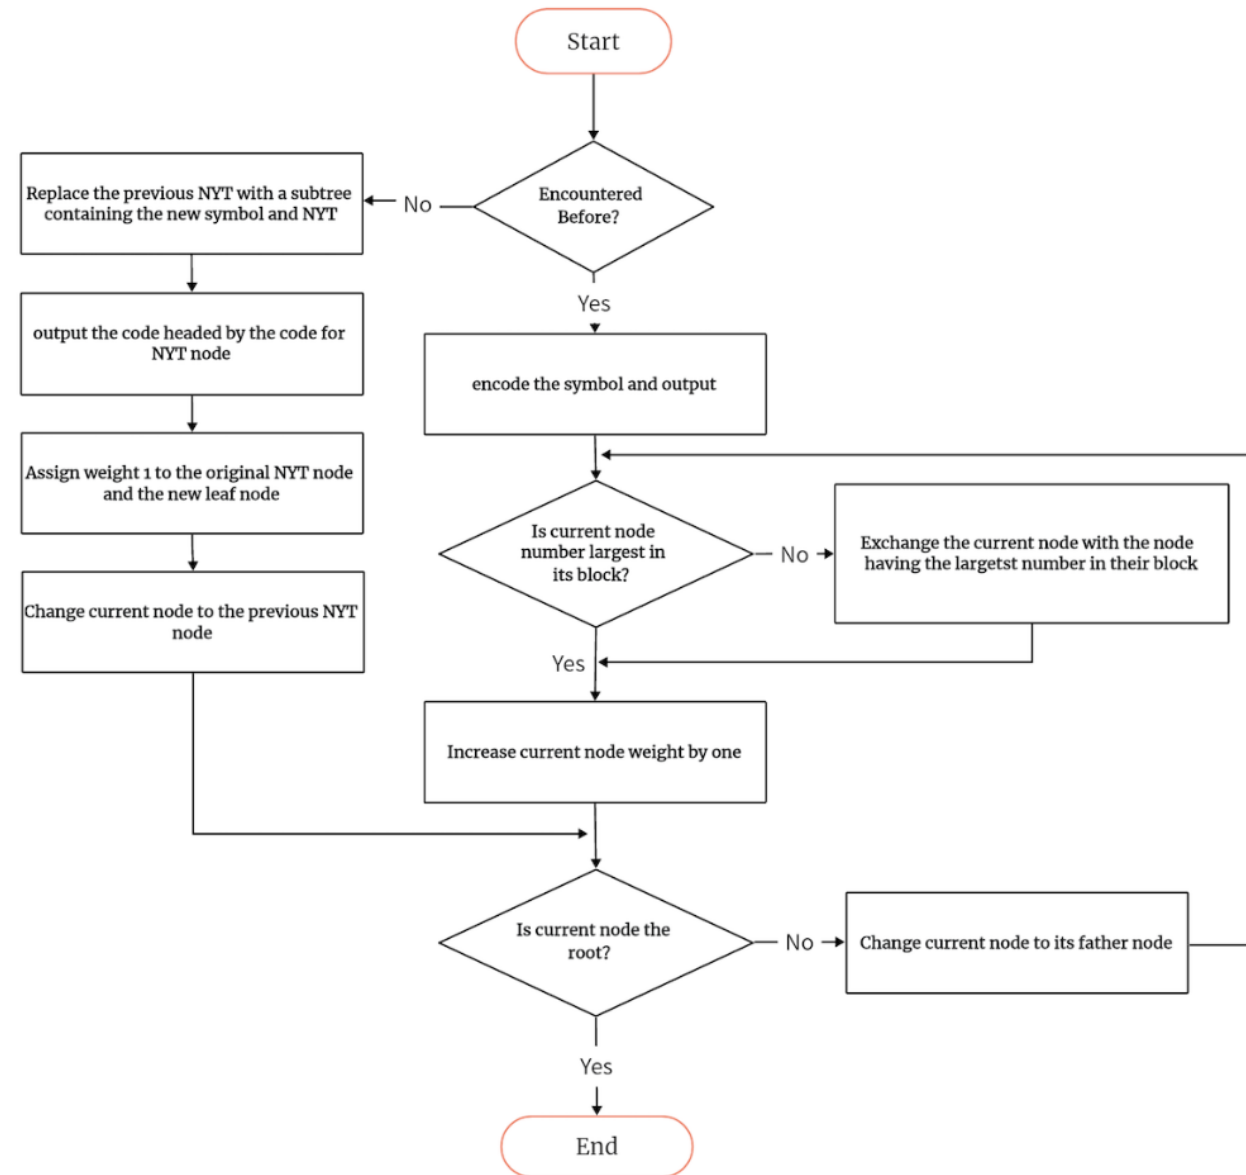 Start
Encountered
Before?
No
Replace the previous NYT with a subtree
containing the new symbol and NYT
output the code headed by the code for
NYT node
Assign weight 1 to the original NYT node
and the new leaf node
Change current node to the previous NYT
node
Yes
encode the symbol and output
Is current node
number largest in
its block?
No
Exchange the current node with the node
having the largetst number in their block
Yes
Increase current node weight by one
Is current node the
root?
No
Change current node to its father node
Yes
End